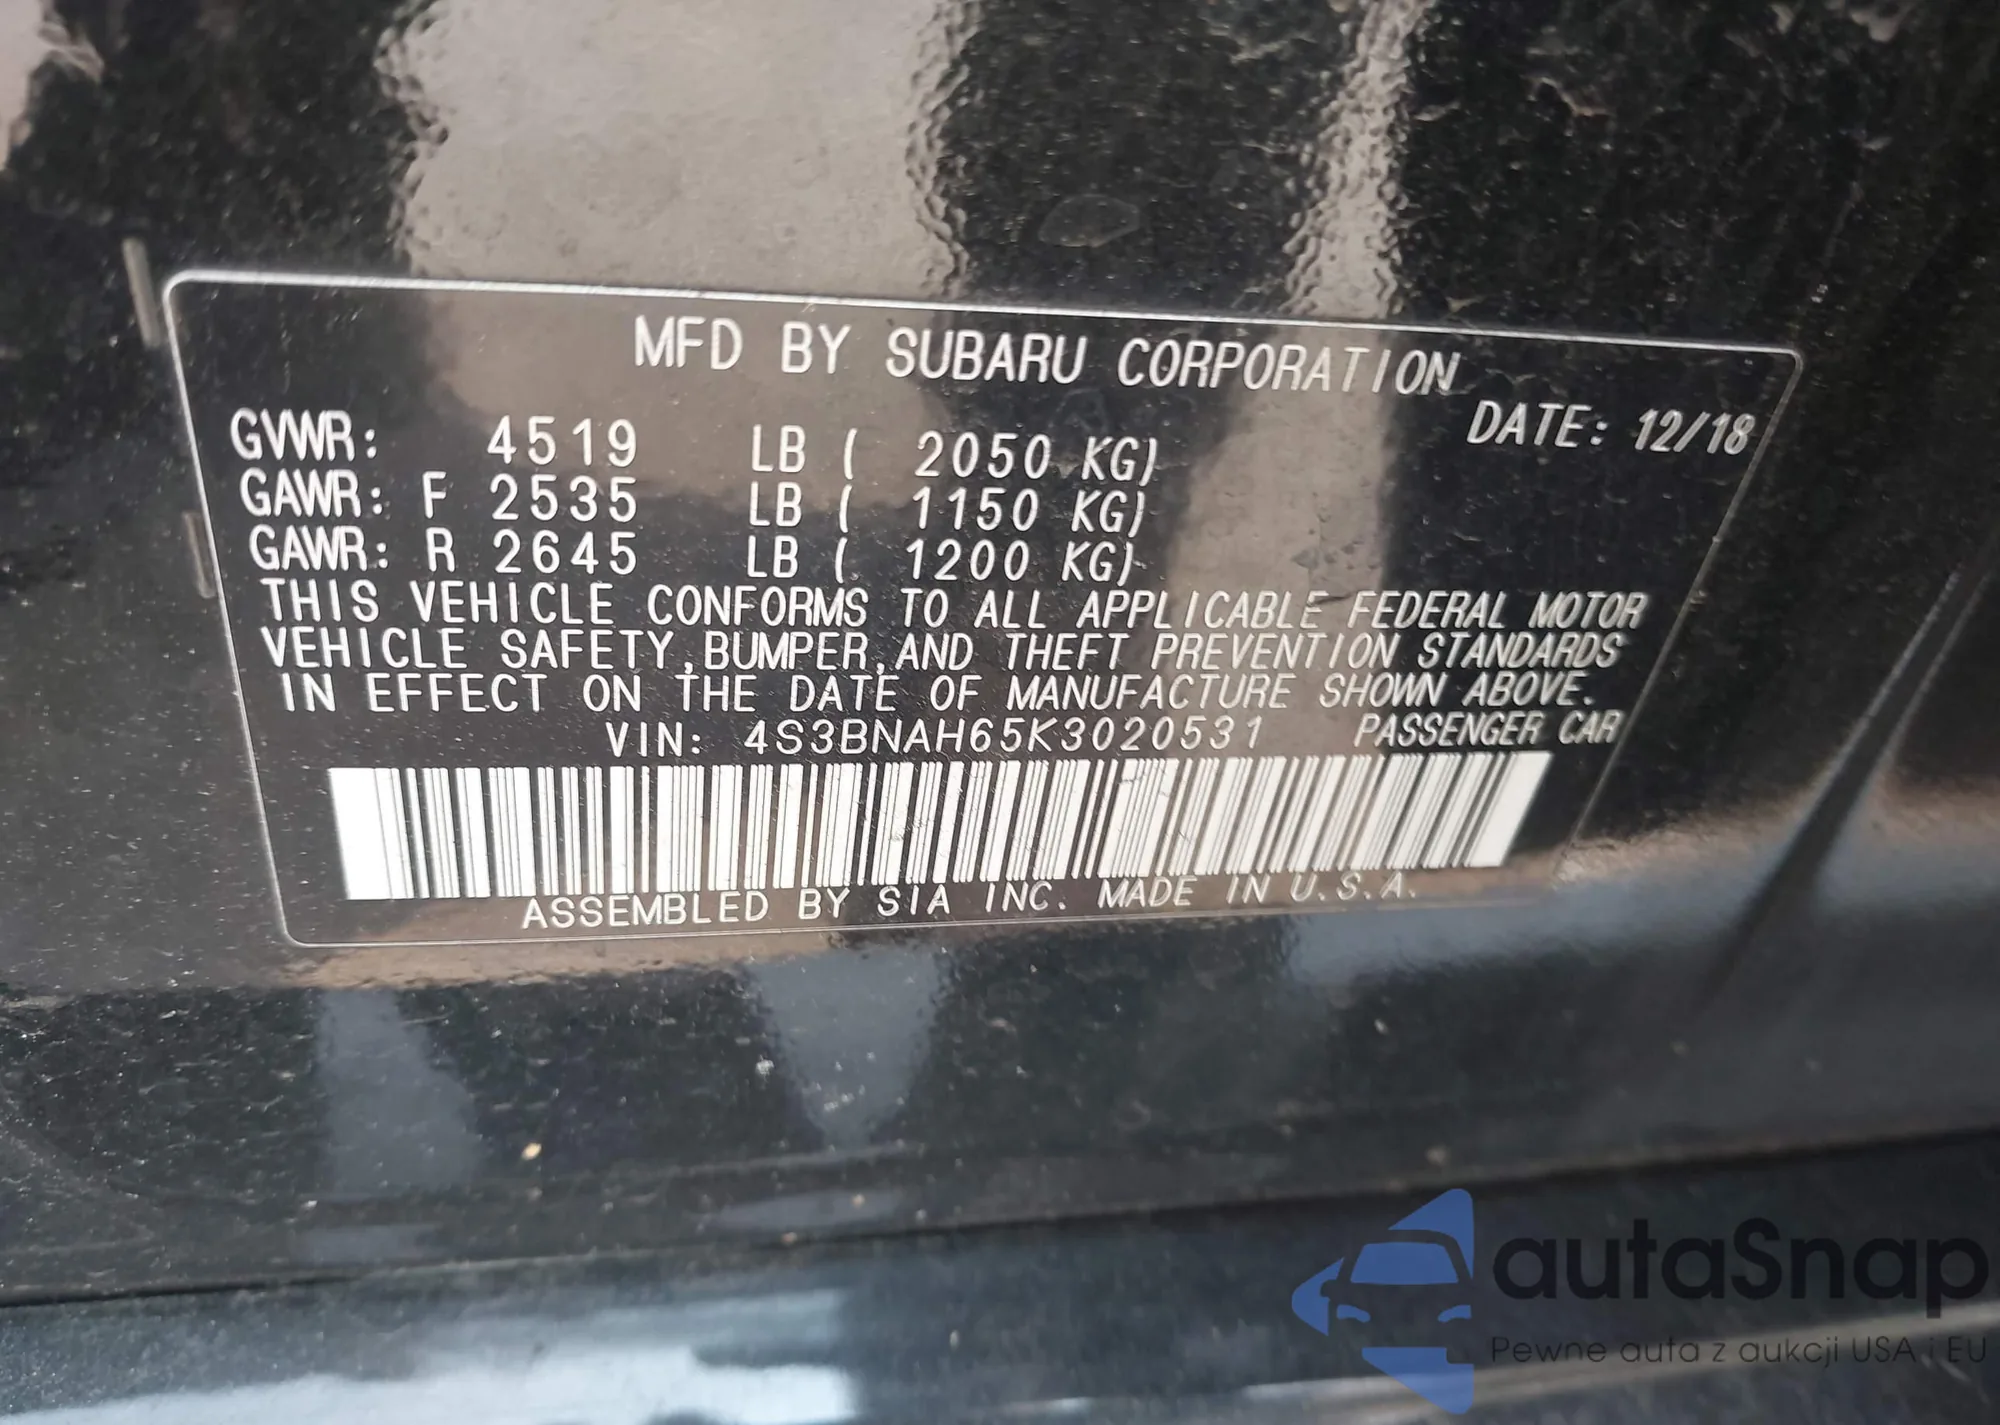 MFD BY SUBARU CORPORATION
DATE: 12/18
GVWR: 4519 LB ( 2050 KG)
GAWR: F 2535 LB ( 1150 KG)
GAWR: R 2645 LB ( 1200 KG)
THIS VEHICLE CONFORMS TO ALL APPLICABLE FEDERAL MOTOR
VEHICLE SAFETY, BUMPER, AND THEFT PREVENTION STANDARDS
IN EFFECT ON THE DATE OF MANUFACTURE SHOWN ABOVE.
VIN: 4S3BNAH65K3020531 PASSENGER CAR
ASSEMBLED BY SIA INC. MADE IN U.S.A.
autaSnap
Pewne auta z aukcji USA i EU